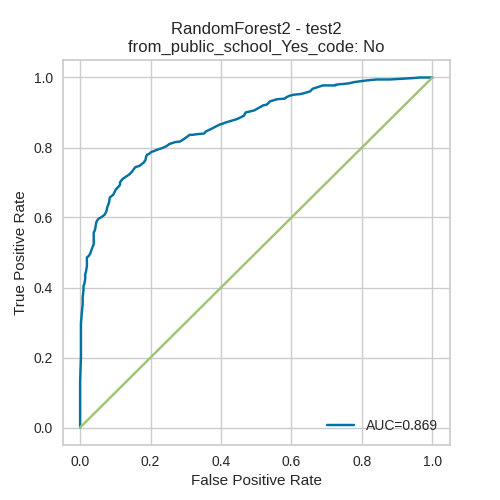 RandomForest2 - test2
from_public_school_Yes_code: No
True Positive Rate
1.0
0.8
0.6
0.4
0.2
0.0
AUC=0.869
0.0 0.2 0.4 0.6 0.8 1.0
False Positive Rate